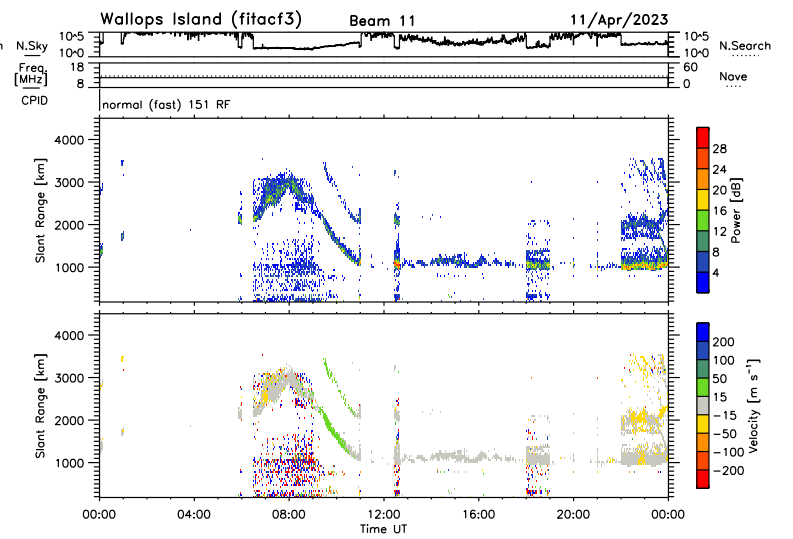 Wallops Island (fitacf3) Beam 11 11/Apr/2023
N.Sky 10^5 10^0 10^5 10^0 N.Search
Freq. [MHz] 18 8 60 0 Nave
CPID normal (fast) 151 RF
Slant Range [km]
4000
3000
2000
1000
Power [dB]
28
24
20
16
12
8
4
Slant Range [km]
4000
3000
2000
1000
Velocity [m s⁻¹]
200
100
50
15
−15
−50
−100
−200
00:00 04:00 08:00 12:00 16:00 20:00 00:00
Time UT